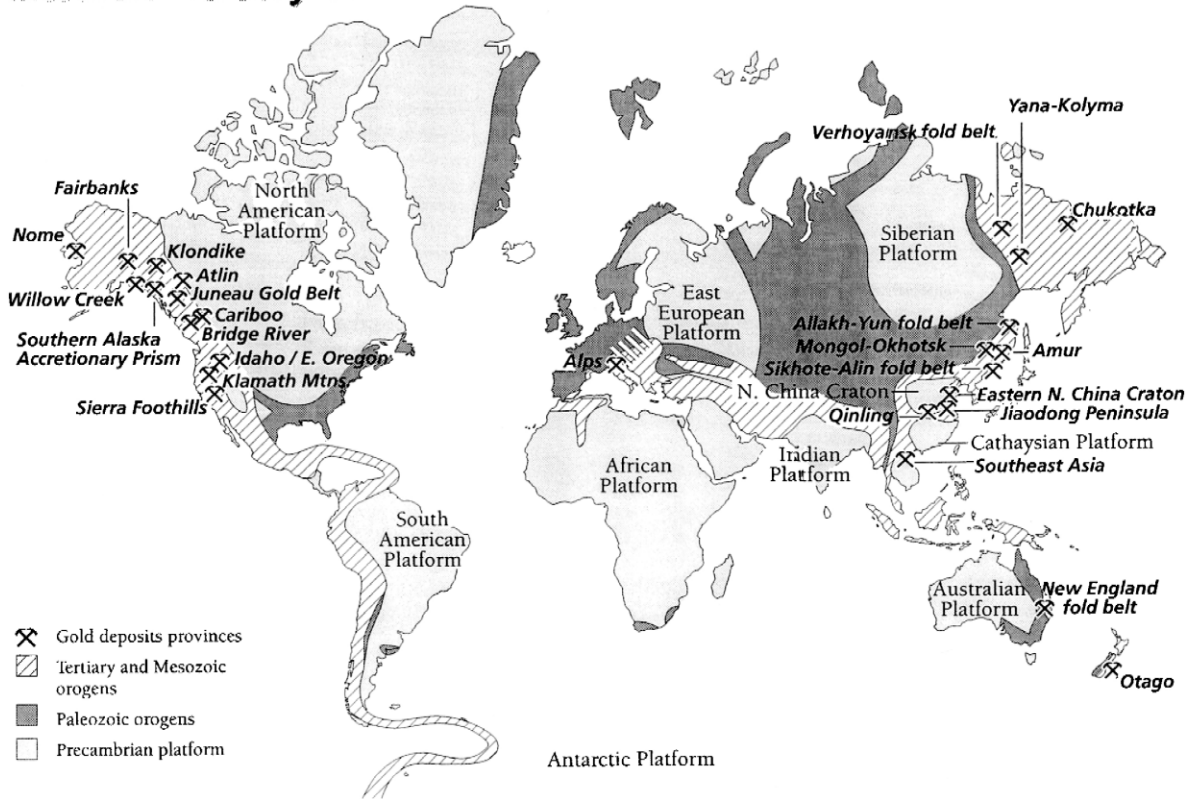 Yana-Kolyma
Verhoyansk fold belt
Fairbanks
North
American
Platform
Chukotka
Nome
Klondike
Siberian
Platform
Atlin
Willow Creek
Juneau Gold Belt
East
European
Platform
Cariboo
Bridge River
Southern Alaska
Accretionary Prism
Allakh-Yun fold belt
Mongol-Okhotsk
Amur
Idaho / E. Oregon
Alps
Sikhote-Alin fold belt
Klamath Mtns.
N. China Craton
Eastern N. China Craton
Sierra Foothills
Qinling
Jiaodong Peninsula
Cathaysian Platform
African
Platform
Indian
Platform
Southeast Asia
South
American
Platform
Australian
Platform
New England
fold belt
Gold deposits provinces
Tertiary and Mesozoic
orogens
Otago
Paleozoic orogens
Precambrian platform
Antarctic Platform